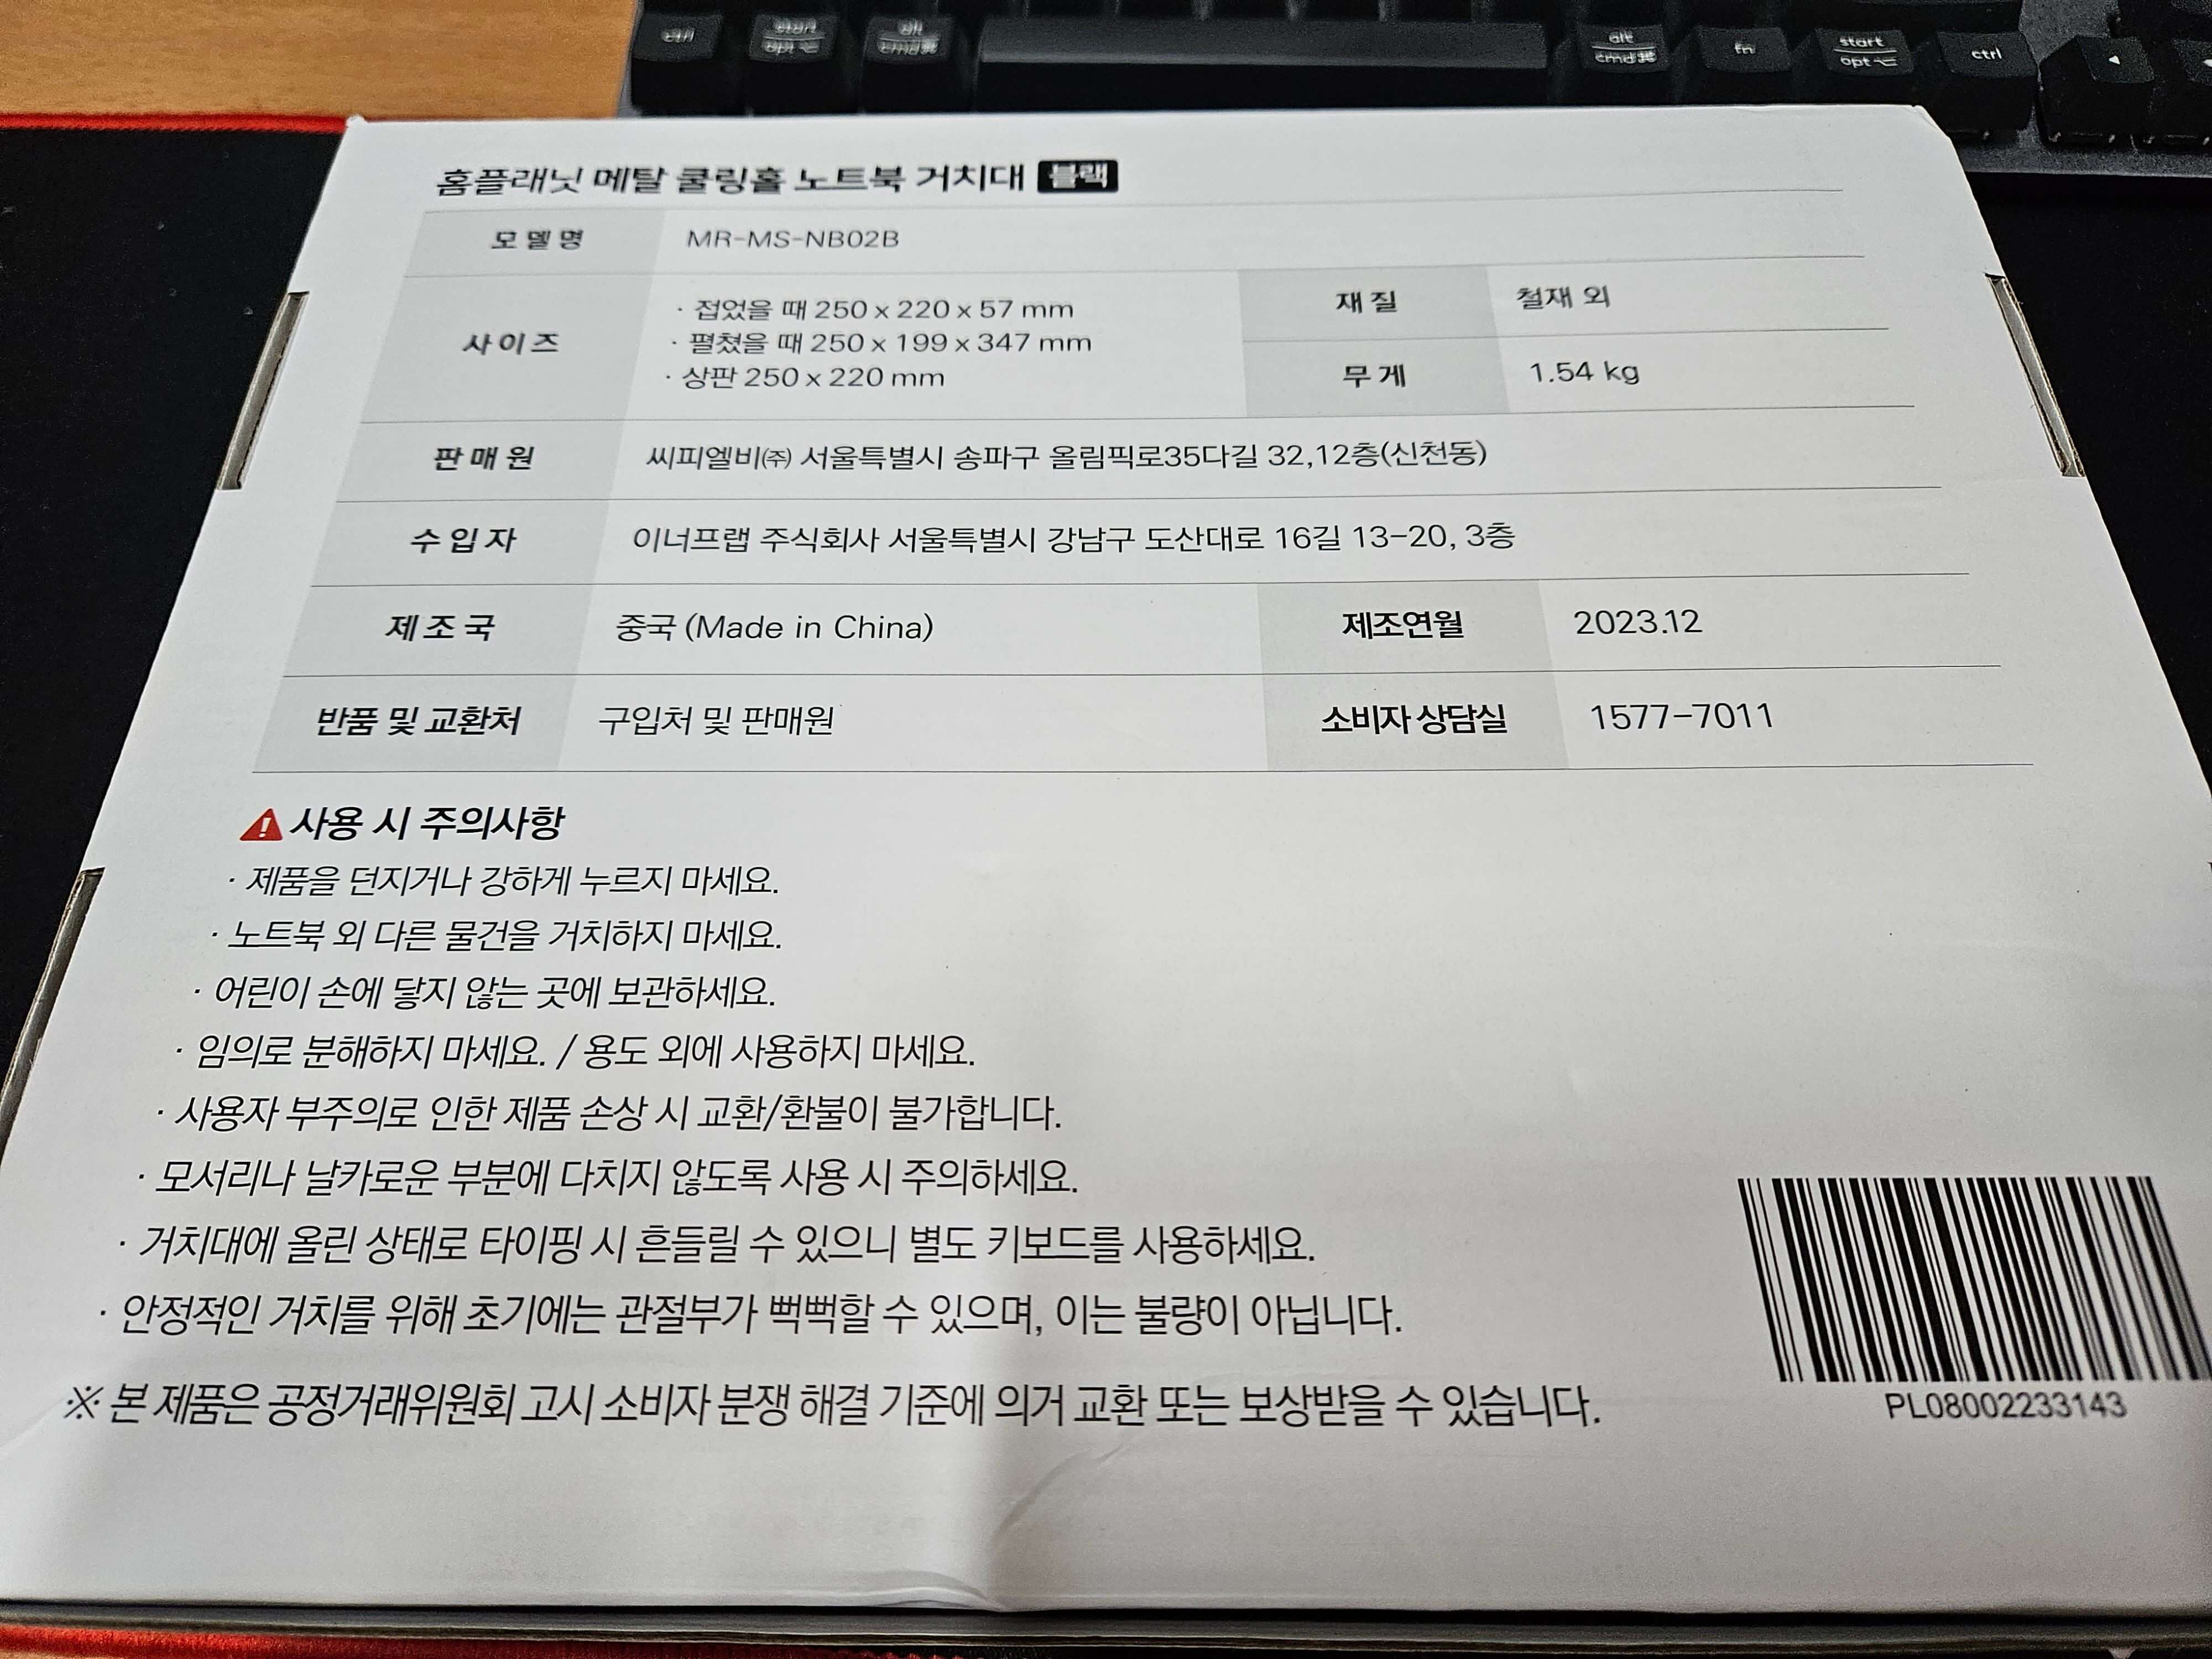 ctrl start opt alt cmd alt cmd fn start opt ctrl
홈플래닛 메탈 쿨링홀 노트북 거치대 블랙
모델명 MR-MS-NB02B
사이즈 · 접었을 때 250 x 220 x 57 mm
· 펼쳤을 때 250 x 199 x 347 mm
· 상판 250 x 220 mm
재질 철재 외
무게 1.54 kg
판매원 씨피엘비㈜ 서울특별시 송파구 올림픽로35다길 32,12층(신천동)
수입자 이너프랩 주식회사 서울특별시 강남구 도산대로 16길 13-20, 3층
제조국 중국 (Made in China) 제조연월 2023.12
반품 및 교환처 구입처 및 판매원 소비자 상담실 1577-7011
사용 시 주의사항
· 제품을 던지거나 강하게 누르지 마세요.
· 노트북 외 다른 물건을 거치하지 마세요.
· 어린이 손에 닿지 않는 곳에 보관하세요.
· 임의로 분해하지 마세요. / 용도 외에 사용하지 마세요.
· 사용자 부주의로 인한 제품 손상 시 교환/환불이 불가합니다.
· 모서리나 날카로운 부분에 다치지 않도록 사용 시 주의하세요.
· 거치대에 올린 상태로 타이핑 시 흔들릴 수 있으니 별도 키보드를 사용하세요.
· 안정적인 거치를 위해 초기에는 관절부가 뻑뻑할 수 있으며, 이는 불량이 아닙니다.
※ 본 제품은 공정거래위원회 고시 소비자 분쟁 해결 기준에 의거 교환 또는 보상받을 수 있습니다.
PL08002233143